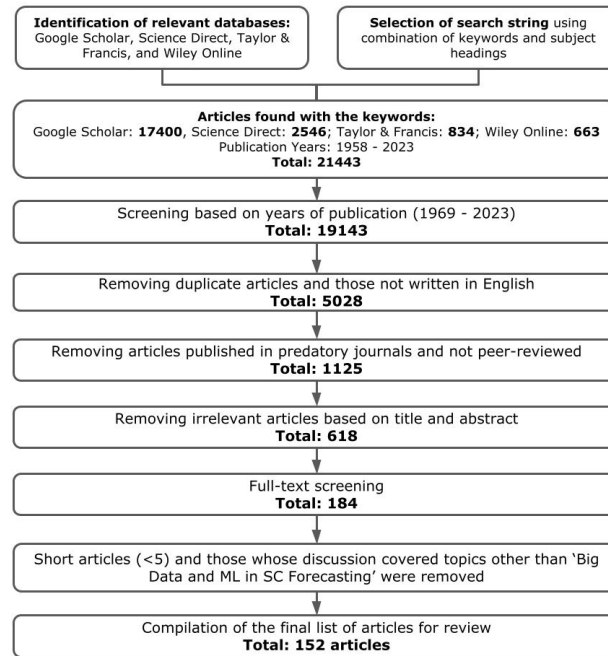 Identification of relevant databases:
Google Scholar, Science Direct, Taylor &
Francis, and Wiley Online
Selection of search string using
combination of keywords and subject
headings
Articles found with the keywords:
Google Scholar: 17400, Science Direct: 2546; Taylor & Francis: 834; Wiley Online: 663
Publication Years: 1958 - 2023
Total: 21443
Screening based on years of publication (1969 - 2023)
Total: 19143
Removing duplicate articles and those not written in English
Total: 5028
Removing articles published in predatory journals and not peer-reviewed
Total: 1125
Removing irrelevant articles based on title and abstract
Total: 618
Full-text screening
Total: 184
Short articles (<5) and those whose discussion covered topics other than ‘Big
Data and ML in SC Forecasting’ were removed
Compilation of the final list of articles for review
Total: 152 articles